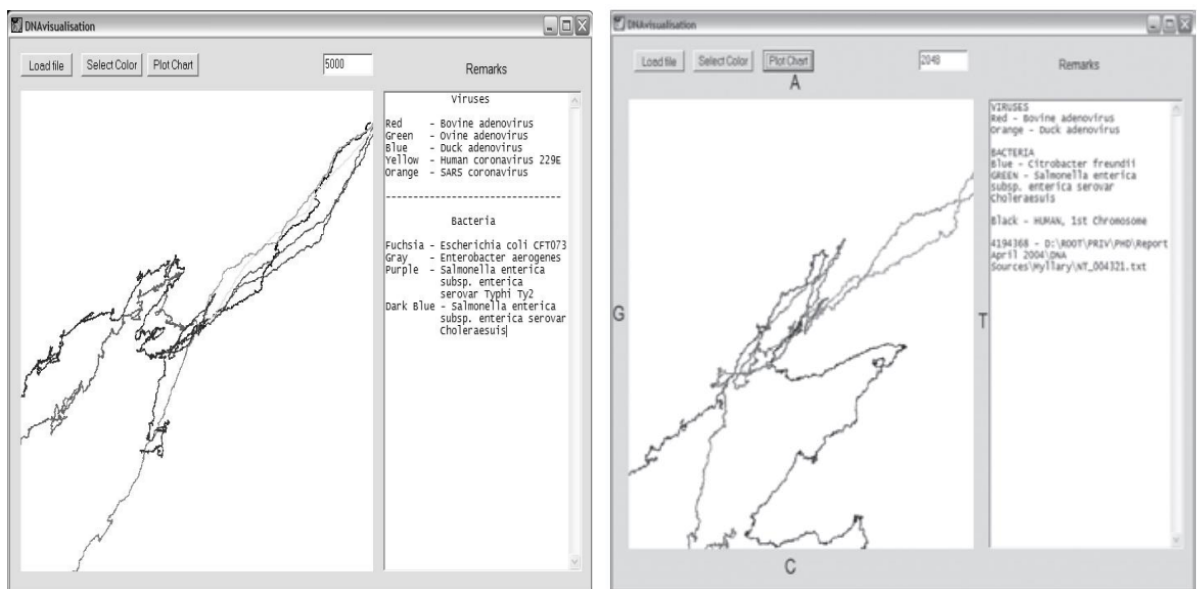 DNAvisualisation
Load file Select Color Plot Chart 5000 Remarks
Viruses
Red - Bovine adenovirus
Green - Ovine adenovirus
Blue - Duck adenovirus
Yellow - Human coronavirus 229E
Orange - SARS coronavirus
--------------------------------
Bacteria
Fuchsia - Escherichia coli CFT073
Gray - Enterobacter aerogenes
Purple - Salmonella enterica
subsp. enterica
serovar Typhi Ty2
Dark Blue - Salmonella enterica
subsp. enterica serovar
Choleraesuis
DNAvisualisation
Load file Select Color Plot Chart 2048 Remarks
A
VIRUSES
Red - Bovine adenovirus
Orange - Duck adenovirus
BACTERIA
Blue - Citrobacter freundii
GREEN - Salmonella enterica
subsp. enterica serovar
Choleraesuis
Black - HUMAN, 1st Chromosome
4194368 - D:\ROOT\PRIV\PHD\Report
April 2004\DNA
Sources\Hyllary\NT_004321.txt
G
T
C